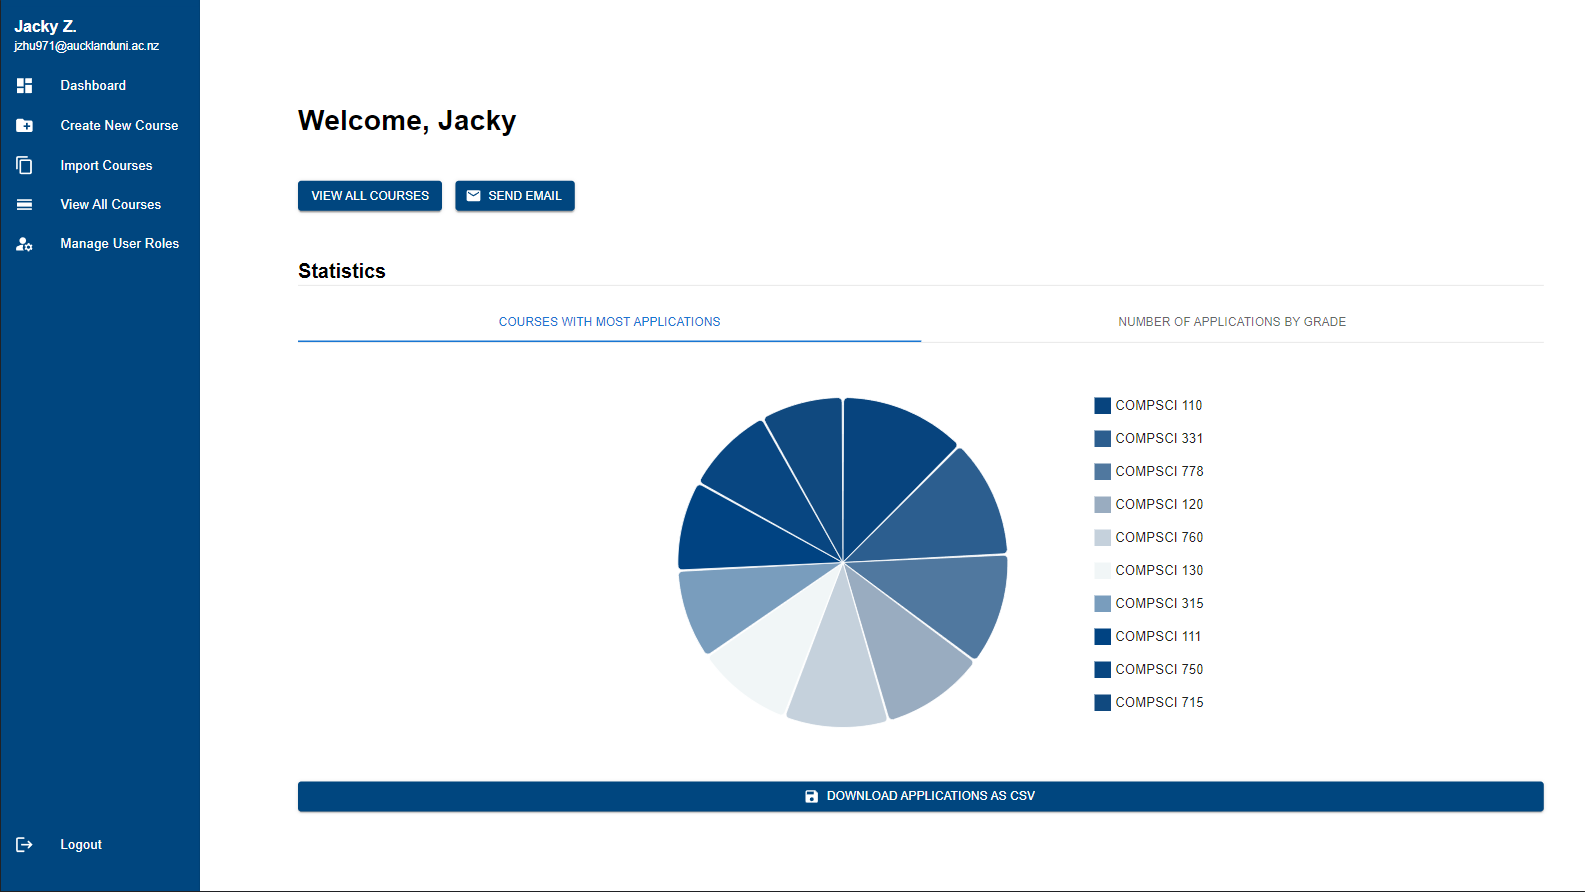 Jacky Z.
jzhu971@aucklanduni.ac.nz
Dashboard
Create New Course
Import Courses
View All Courses
Manage User Roles
Logout
Welcome, Jacky
VIEW ALL COURSES
SEND EMAIL
Statistics
COURSES WITH MOST APPLICATIONS
NUMBER OF APPLICATIONS BY GRADE
COMPSCI 110
COMPSCI 331
COMPSCI 778
COMPSCI 120
COMPSCI 760
COMPSCI 130
COMPSCI 315
COMPSCI 111
COMPSCI 750
COMPSCI 715
DOWNLOAD APPLICATIONS AS CSV